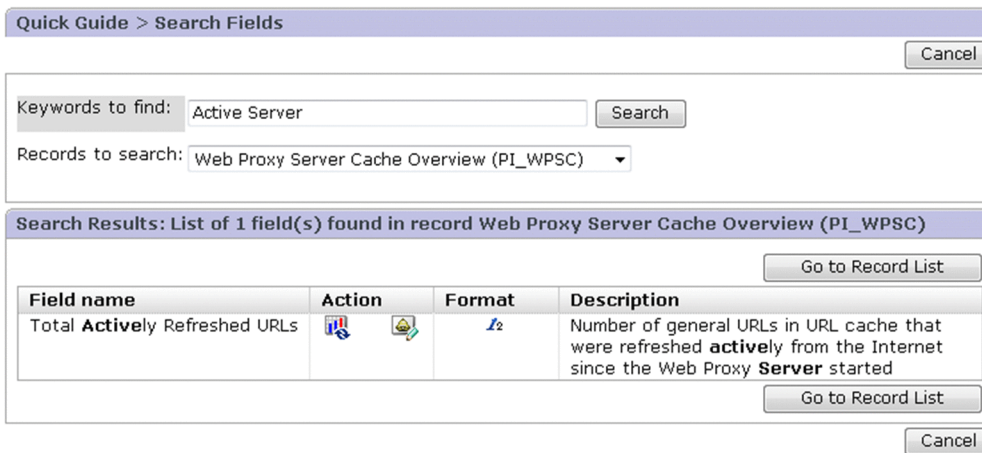 Quick Guide > Search Fields
Cancel
Keywords to find: Active Server Search
Records to search: Web Proxy Server Cache Overview (PI_WPSC)
Search Results: List of 1 field(s) found in record Web Proxy Server Cache Overview (PI_WPSC)
Go to Record List
Field name Action Format Description
Total Actively Refreshed URLs 12 Number of general URLs in URL cache that
were refreshed actively from the Internet
since the Web Proxy Server started
Go to Record List
Cancel